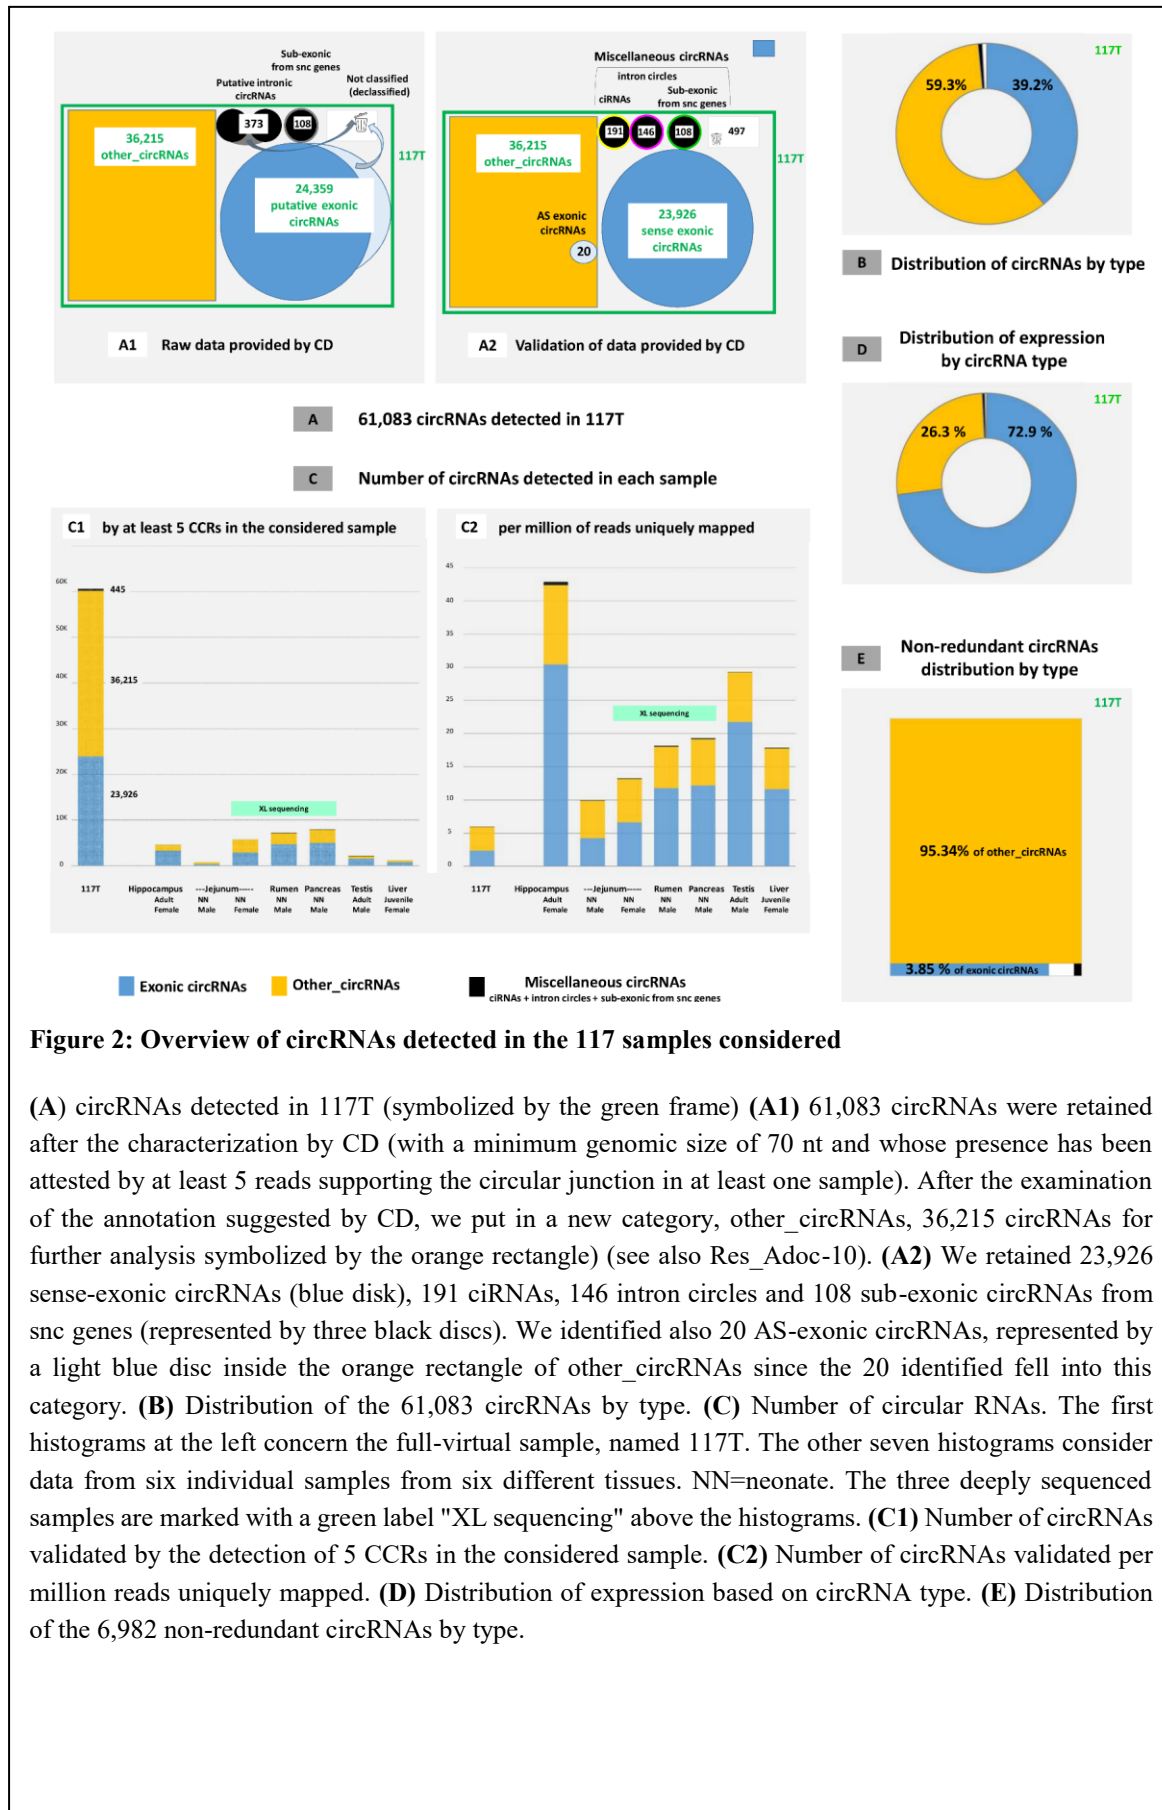 Sub-exonic
from snc genes
Putative intronic
circRNAs
Not classified
(declassified)
373
108
36,215
other_circRNAs
24,359
putative exonic
circRNAs
117T
A1 Raw data provided by CD
Miscellaneous circRNAs
intron circles
ciRNAs
Sub-exonic
from snc genes
191
146
108
497
36,215
other_circRNAs
AS exonic
circRNAs
20
23,926
sense exonic
circRNAs
117T
A2 Validation of data provided by CD
A 61,083 circRNAs detected in 117T
117T
59.3%
39.2%
B Distribution of circRNAs by type
D Distribution of expression
by circRNA type
117T
26.3 %
72.9 %
C Number of circRNAs detected in each sample
C1 by at least 5 CCRs in the considered sample
60K
50K
40K
30K
20K
10K
0
445
36,215
23,926
XL sequencing
117T
Hippocampus
Adult
Female
---Jejunum-----
NN
Male
NN
Female
Rumen
NN
Male
Pancreas
NN
Male
Testis
Adult
Male
Liver
Juvenile
Female
C2 per million of reads uniquely mapped
45
40
35
30
25
20
15
10
5
0
XL sequencing
117T
Hippocampus
Adult
Female
---Jejunum-----
NN
Male
NN
Female
Rumen
NN
Male
Pancreas
NN
Male
Testis
Adult
Male
Liver
Juvenile
Female
E Non-redundant circRNAs
distribution by type
117T
95.34% of other_circRNAs
3.85 % of exonic circRNAs
Exonic circRNAs
Other_circRNAs
Miscellaneous circRNAs
ciRNAs + intron circles + sub-exonic from snc genes
Figure 2: Overview of circRNAs detected in the 117 samples considered
(A) circRNAs detected in 117T (symbolized by the green frame) (A1) 61,083 circRNAs were retained
after the characterization by CD (with a minimum genomic size of 70 nt and whose presence has been
attested by at least 5 reads supporting the circular junction in at least one sample). After the examination
of the annotation suggested by CD, we put in a new category, other_circRNAs, 36,215 circRNAs for
further analysis symbolized by the orange rectangle) (see also Res_Adoc-10). (A2) We retained 23,926
sense-exonic circRNAs (blue disk), 191 ciRNAs, 146 intron circles and 108 sub-exonic circRNAs from
snc genes (represented by three black discs). We identified also 20 AS-exonic circRNAs, represented by
a light blue disc inside the orange rectangle of other_circRNAs since the 20 identified fell into this
category. (B) Distribution of the 61,083 circRNAs by type. (C) Number of circular RNAs. The first
histograms at the left concern the full-virtual sample, named 117T. The other seven histograms consider
data from six individual samples from six different tissues. NN=neonate. The three deeply sequenced
samples are marked with a green label "XL sequencing" above the histograms. (C1) Number of circRNAs
validated by the detection of 5 CCRs in the considered sample. (C2) Number of circRNAs validated per
million reads uniquely mapped. (D) Distribution of expression based on circRNA type. (E) Distribution
of the 6,982 non-redundant circRNAs by type.